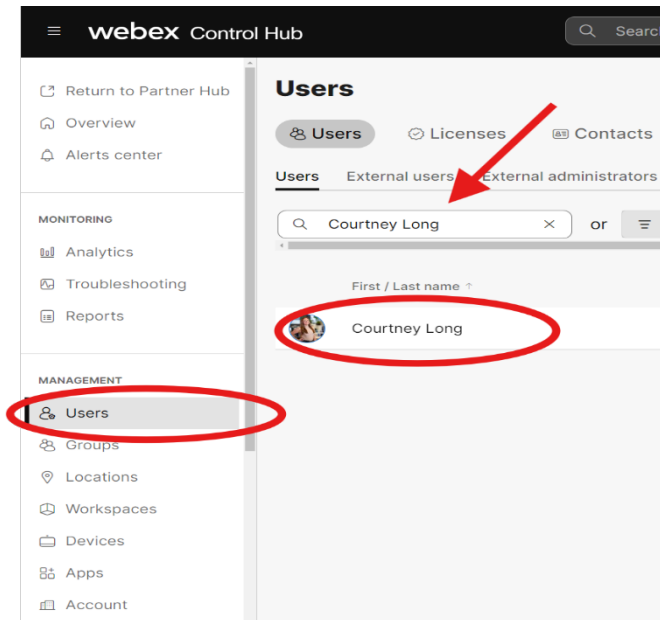 webex Control Hub
Search
Return to Partner Hub
Overview
Alerts center
MONITORING
Analytics
Troubleshooting
Reports
MANAGEMENT
Users
Groups
Locations
Workspaces
Devices
Apps
Account
Users
Users Licenses Contacts
Users External users External administrators
Courtney Long or
First / Last name ↑
Courtney Long